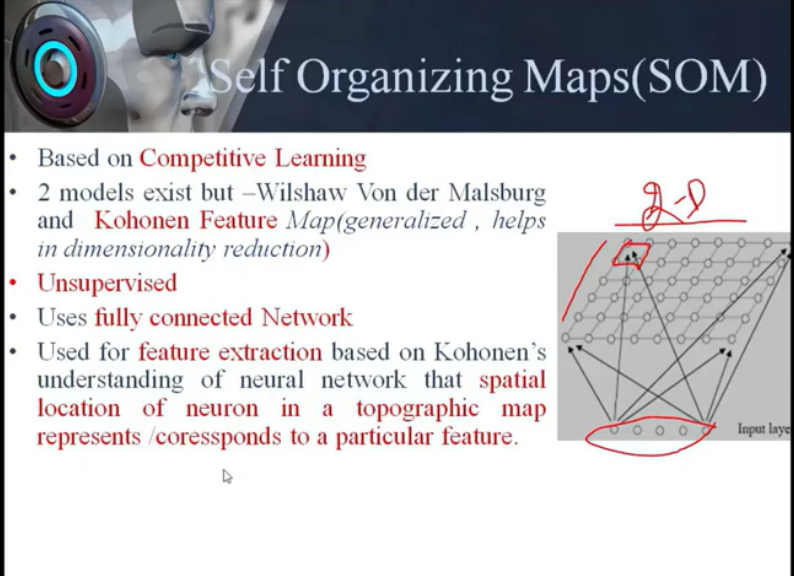 Self Organizing Maps(SOM)
• Based on Competitive Learning
• 2 models exist but –Wilshaw Von der Malsburg
and Kohonen Feature Map(generalized , helps
in dimensionality reduction)
• Unsupervised
• Uses fully connected Network
• Used for feature extraction based on Kohonen's
understanding of neural network that spatial
location of neuron in a topographic map
represents /coressponds to a particular feature.
2-D
Input laye